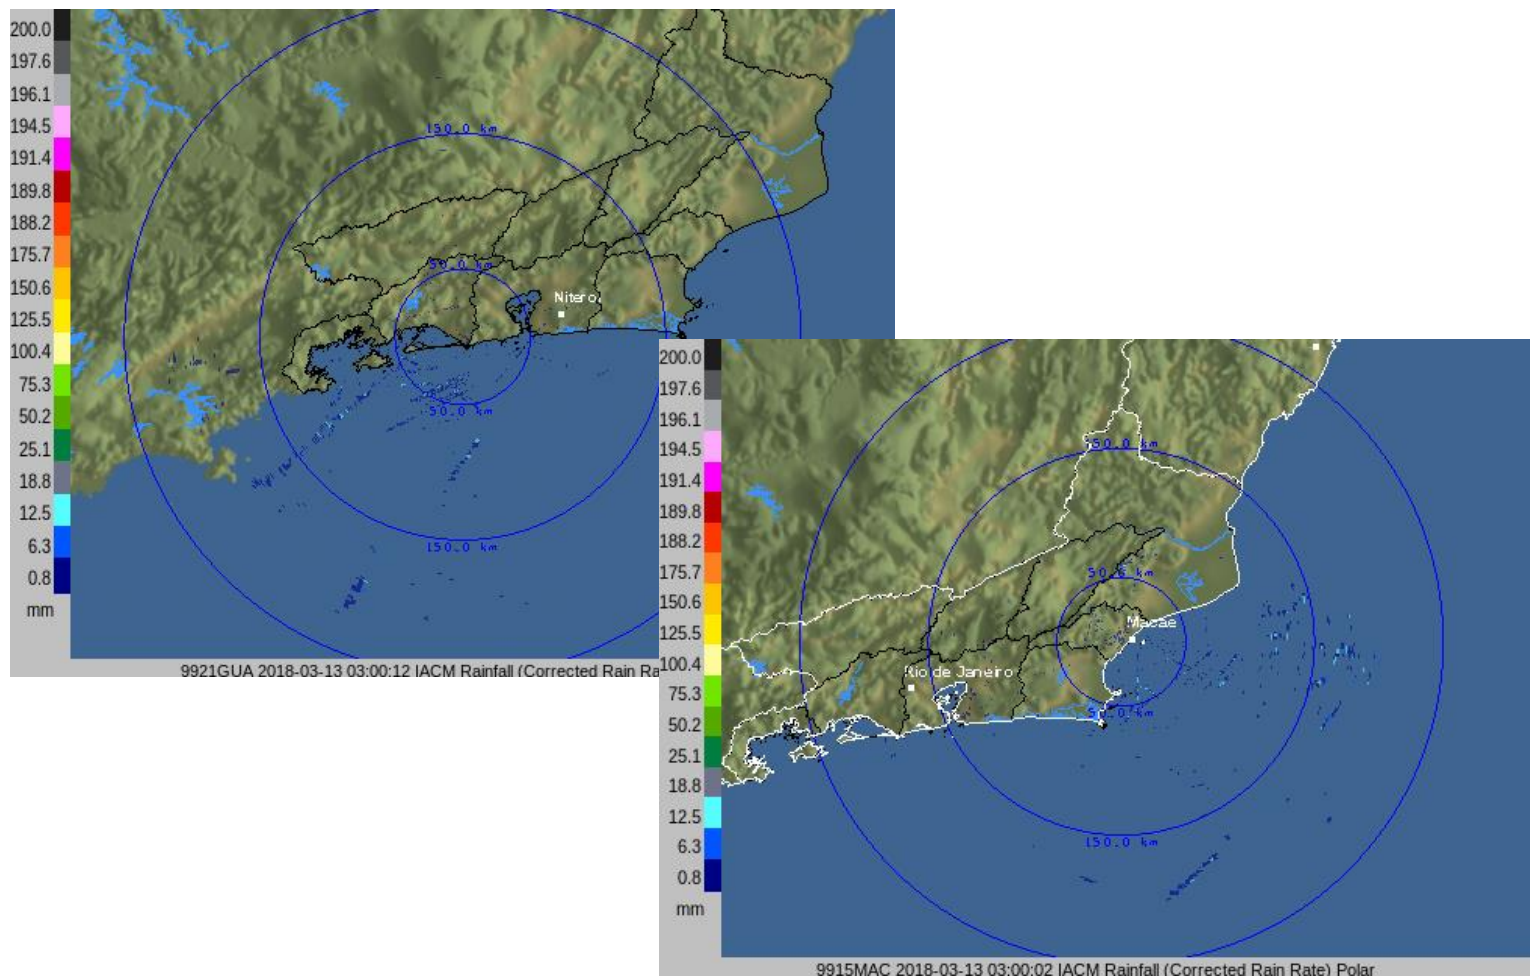 200.0
197.6
196.1
194.5
191.4
189.8
188.2
175.7
150.6
125.5
100.4
75.3
50.2
25.1
18.8
12.5
6.3
0.8
mm
150.0 km
50.0 km
Nitero
50.0 km
150.0 km
9921GUA 2018-03-13 03:00:12 IACM Rainfall (Corrected Rain Ra
200.0
197.6
196.1
194.5
191.4
189.8
188.2
175.7
150.6
125.5
100.4
75.3
50.2
25.1
18.8
12.5
6.3
0.8
mm
150.0 km
50.0 km
Macae
Rio de Janeiro
50.0 km
150.0 km
9915MAC 2018-03-13 03:00:02 IACM Rainfall (Corrected Rain Rate) Polar